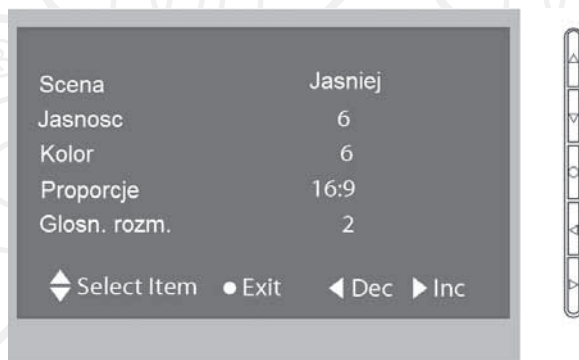 Scena Jasniej
Jasnosc 6
Kolor 6
Proporcje 16:9
Glosn. rozm. 2
Select Item Exit Dec Inc